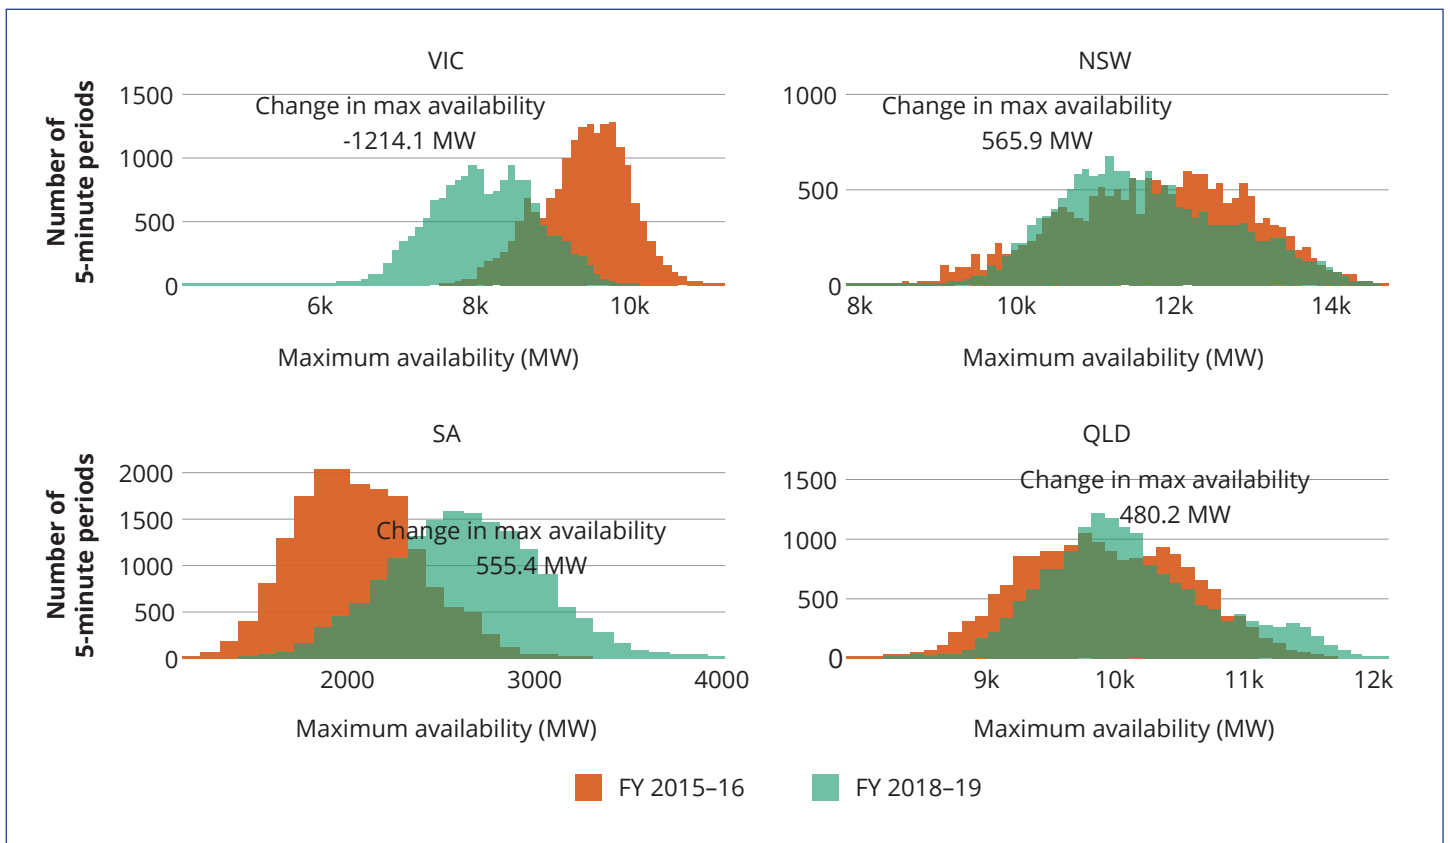 VIC
Number of
5-minute periods
1500
1000
500
0
Change in max availability
-1214.1 MW
6k
8k
10k
Maximum availability (MW)
NSW
1000
500
0
Change in max availability
565.9 MW
8k
10k
12k
14k
Maximum availability (MW)
SA
Number of
5-minute periods
2000
1500
1000
500
0
Change in max availability
555.4 MW
2000
3000
4000
Maximum availability (MW)
QLD
1500
1000
500
0
Change in max availability
480.2 MW
9k
10k
11k
12k
Maximum availability (MW)
FY 2015–16
FY 2018–19